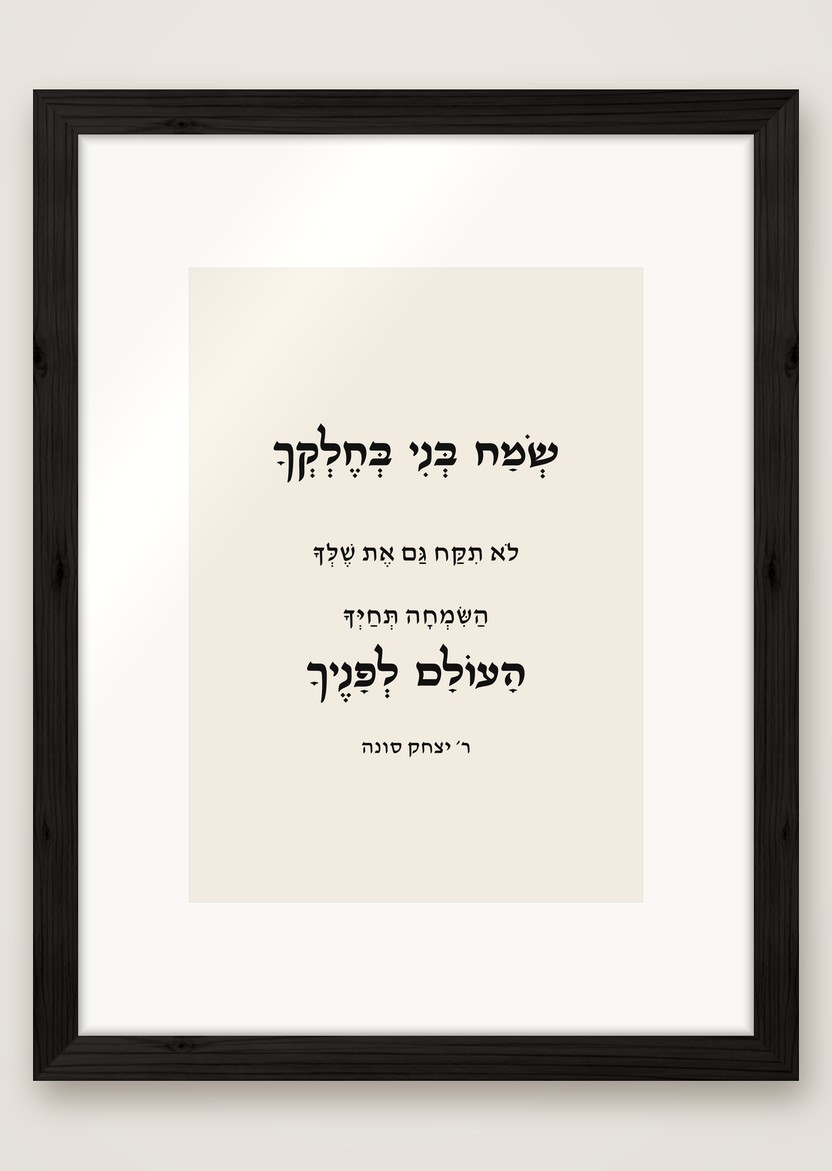 שְׂמַח בְּנִי בְּחֶלְקְךָ
לֹא תִקַּח גַּם אֶת שֶׁלְּךָ
הַשִּׂמְחָה תְּחַיְּךָ
הָעוֹלָם לְפָנֶיךָ
ר׳ יצחק סונה